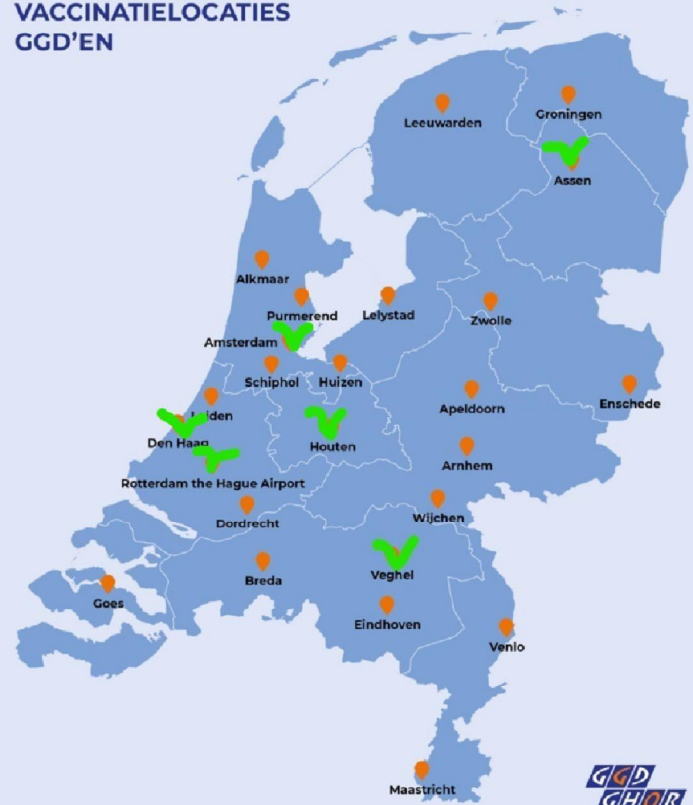 VACCINATIELOCATIES
GGD'EN
Groningen
Leeuwarden
Assen
Alkmaar
Purmerend
Lelystad
Zwolle
Amsterdam
Schiphol
Huizen
Leiden
Apeldoorn
Enschede
Den Haag
Houten
Arnhem
Rotterdam the Hague Airport
Wijchen
Dordrecht
Breda
Veghel
Goes
Eindhoven
Venlo
Maastricht
GGD
GHOR